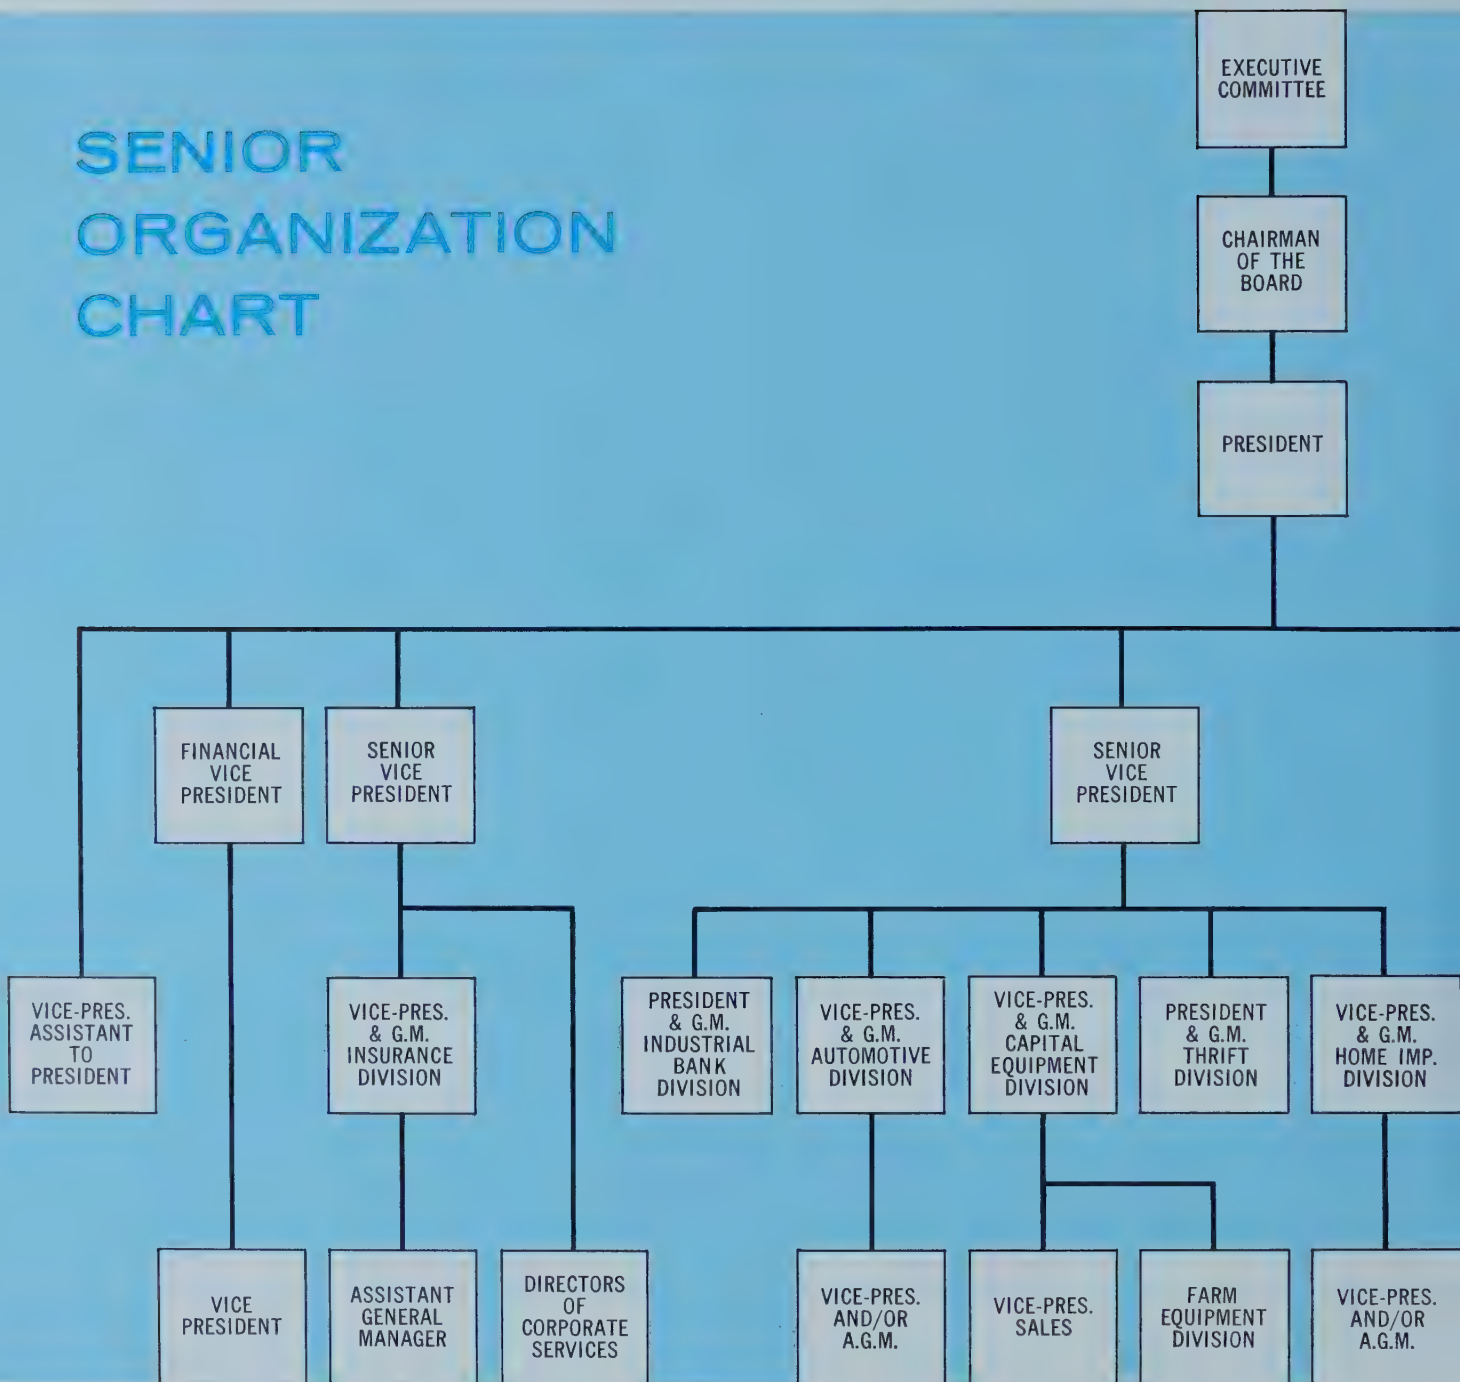 SENIOR
ORGANIZATION
CHART
EXECUTIVE
COMMITTEE
CHAIRMAN
OF THE
BOARD
PRESIDENT
FINANCIAL
VICE
PRESIDENT
SENIOR
VICE
PRESIDENT
SENIOR
VICE
PRESIDENT
VICE-PRES.
ASSISTANT
TO
PRESIDENT
VICE-PRES.
& G.M.
INSURANCE
DIVISION
PRESIDENT
& G.M.
INDUSTRIAL
BANK
DIVISION
VICE-PRES.
& G.M.
AUTOMOTIVE
DIVISION
VICE-PRES.
& G.M.
CAPITAL
EQUIPMENT
DIVISION
PRESIDENT
& G.M.
THRIFT
DIVISION
VICE-PRES.
& G.M.
HOME IMP.
DIVISION
VICE
PRESIDENT
ASSISTANT
GENERAL
MANAGER
DIRECTORS
OF
CORPORATE
SERVICES
VICE-PRES.
AND/OR
A.G.M.
VICE-PRES.
SALES
FARM
EQUIPMENT
DIVISION
VICE-PRES.
AND/OR
A.G.M.